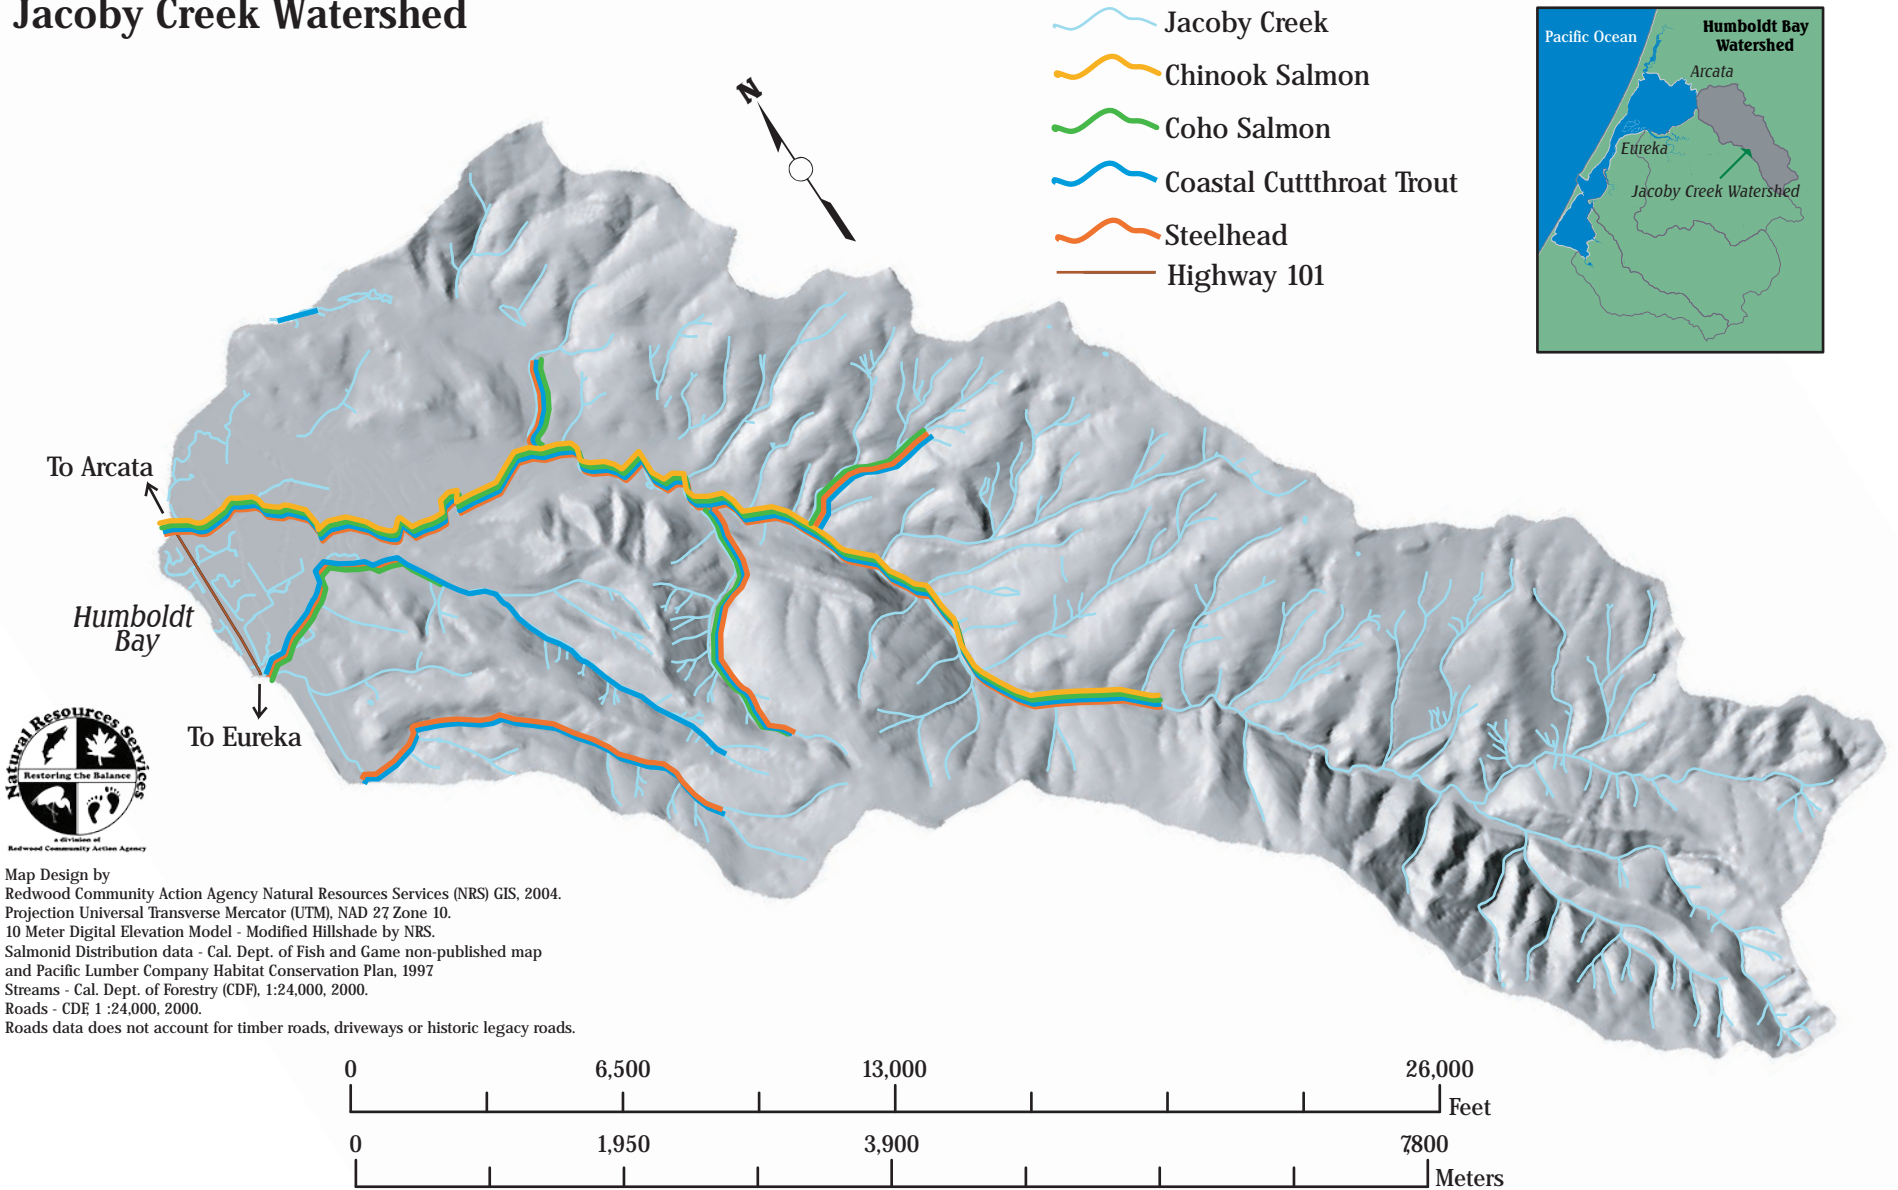 Jacoby Creek Watershed
Jacoby Creek
Chinook Salmon
Coho Salmon
Coastal Cuttthroat Trout
Steelhead
Highway 101
Pacific Ocean
Humboldt Bay
Watershed
Arcata
Eureka
Jacoby Creek Watershed
N
To Arcata
Humboldt
Bay
To Eureka
Natural Resources Services
Restoring the Balance
a division of
Redwood Community Action Agency
Map Design by
Redwood Community Action Agency Natural Resources Services (NRS) GIS, 2004.
Projection Universal Transverse Mercator (UTM), NAD 27, Zone 10.
10 Meter Digital Elevation Model - Modified Hillshade by NRS.
Salmonid Distribution data - Cal. Dept. of Fish and Game non-published map
and Pacific Lumber Company Habitat Conservation Plan, 1997.
Streams - Cal. Dept. of Forestry (CDF), 1:24,000, 2000.
Roads - CDF, 1 :24,000, 2000.
Roads data does not account for timber roads, driveways or historic legacy roads.
0 6,500 13,000 26,000
Feet
0 1,950 3,900 7,800
Meters